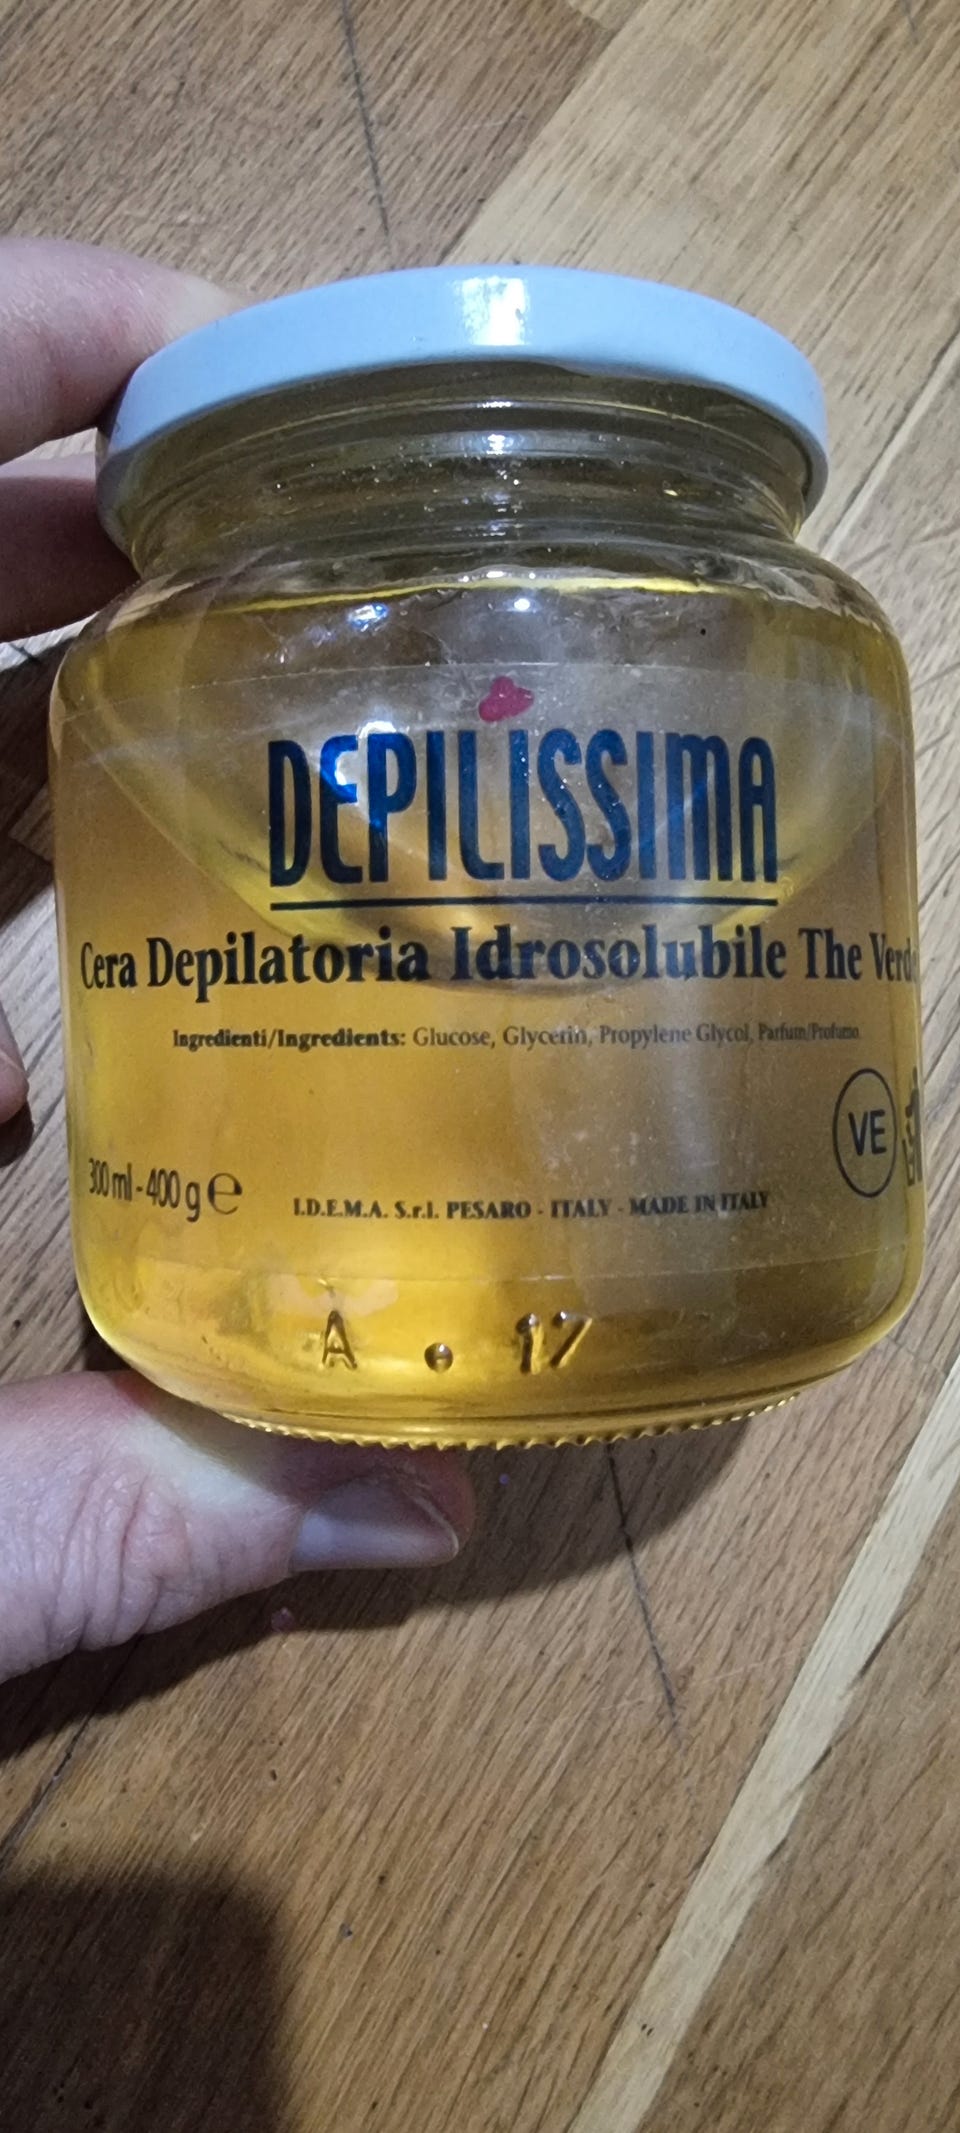 DEPILISSIMA
Cera Depilatoria Idrosolubile The Verde
Ingredienti/Ingredients: Glucose, Glycerin, Propylene Glycol, Parfum/Profumo
VE
300 ml - 400 g ℮
I.D.E.M.A. S.r.l. PESARO - ITALY - MADE IN ITALY
A . 17